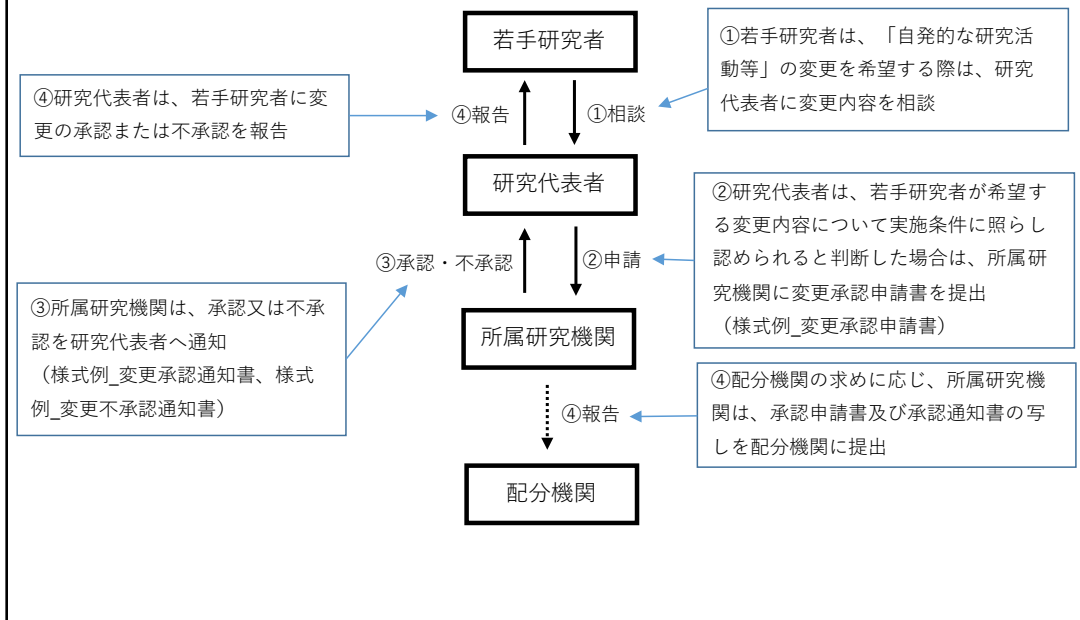 若手研究者
①若手研究者は、「自発的な研究活
動等」の変更を希望する際は、研究
代表者に変更内容を相談
④研究代表者は、若手研究者に変
更の承認または不承認を報告
④報告
①相談
研究代表者
②研究代表者は、若手研究者が希望す
る変更内容について実施条件に照らし
認められると判断した場合は、所属研
究機関に変更承認申請書を提出
（様式例_変更承認申請書）
③承認・不承認
②申請
③所属研究機関は、承認又は不承
認を研究代表者へ通知
（様式例_変更承認通知書、様式
例_変更不承認通知書）
所属研究機関
④配分機関の求めに応じ、所属研究機
関は、承認申請書及び承認通知書の写
しを配分機関に提出
④報告
配分機関